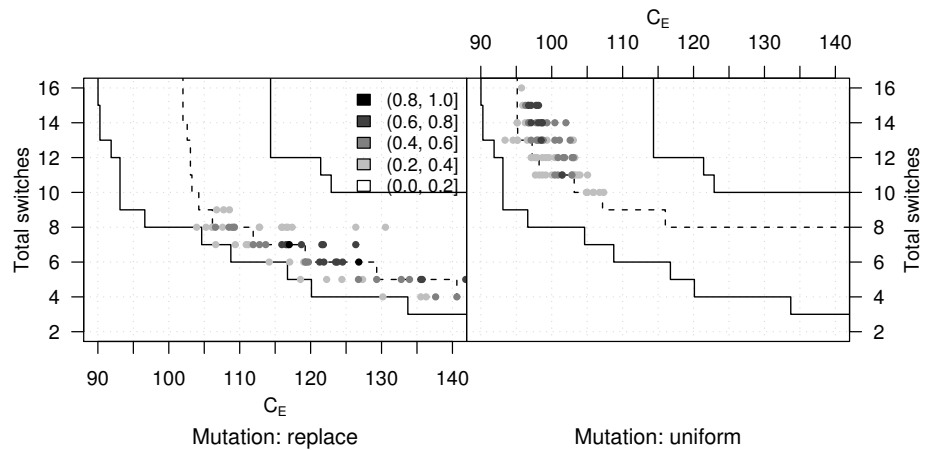 C_E
90 100 110 120 130 140
Total switches
16
14
12
10
8
6
4
2
(0.8, 1.0]
(0.6, 0.8]
(0.4, 0.6]
(0.2, 0.4]
(0.0, 0.2]
16
14
12
10
8
6
4
2
Total switches
90 100 110 120 130 140
C_E
Mutation: replace
Mutation: uniform